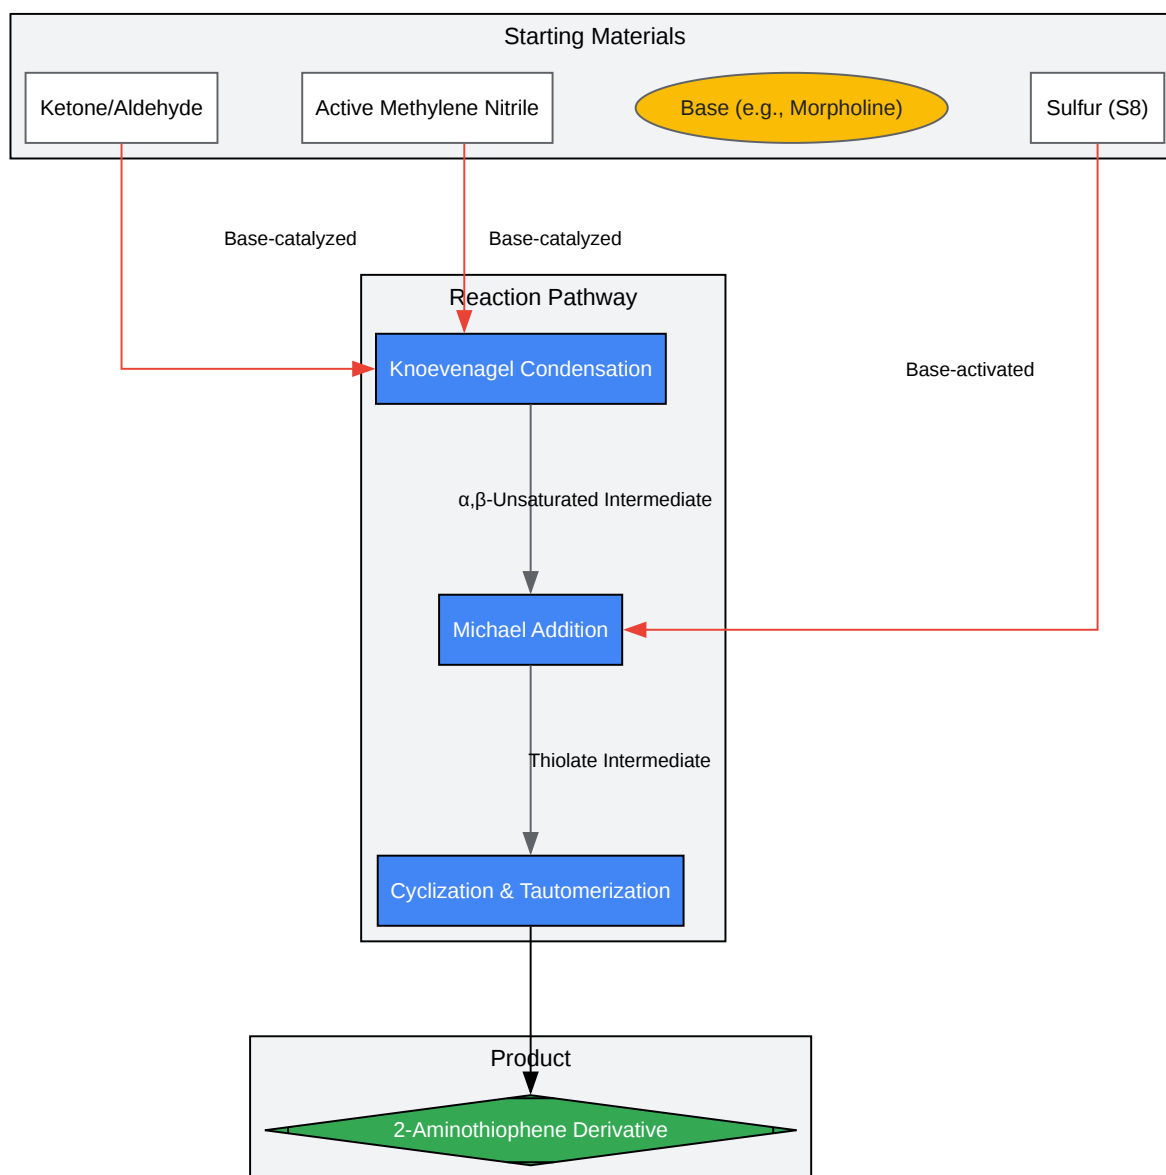 Starting Materials
Ketone/Aldehyde
Active Methylene Nitrile
Base (e.g., Morpholine)
Sulfur (S8)
Base-catalyzed
Base-catalyzed
Reaction Pathway
Knoevenagel Condensation
Base-activated
α,β-Unsaturated Intermediate
Michael Addition
Thiolate Intermediate
Cyclization & Tautomerization
Product
2-Aminothiophene Derivative